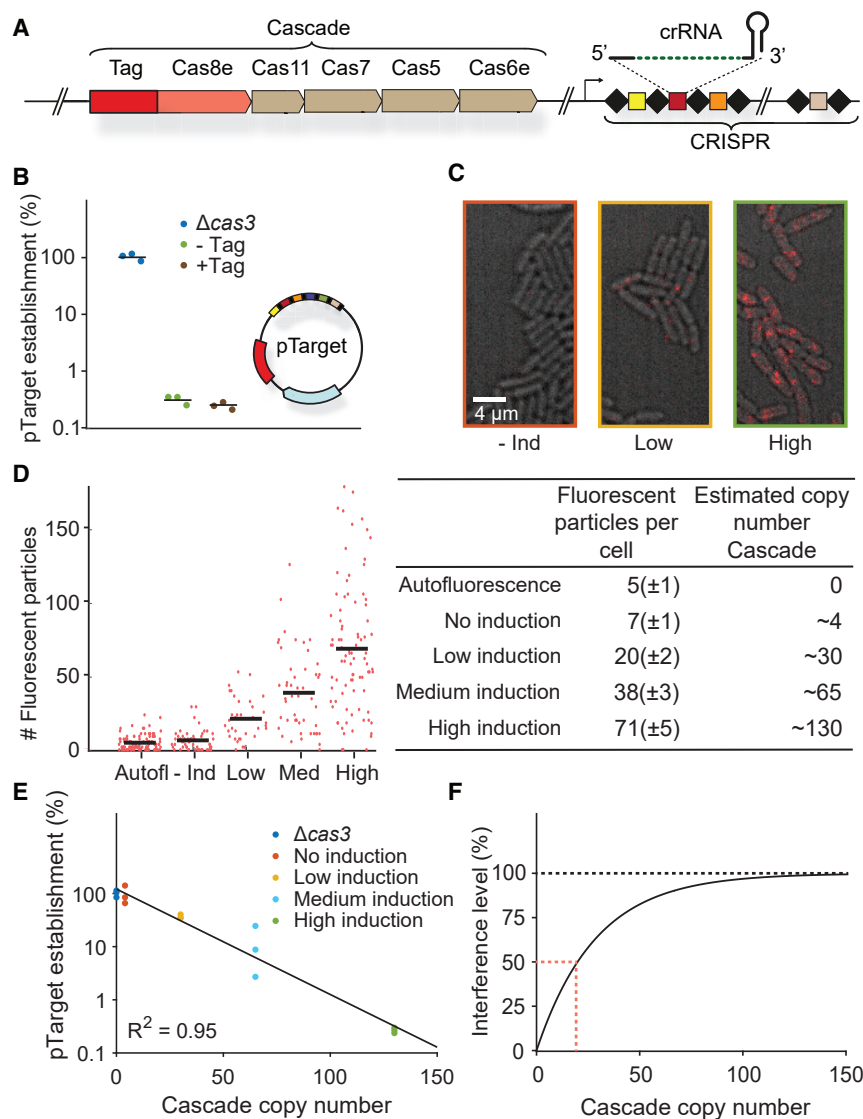 A
Cascade
Tag Cas8e Cas11 Cas7 Cas5 Cas6e
crRNA
5’ 3’
CRISPR
B
pTarget establishment (%)
100
10
1
0.1
Δcas3
- Tag
+Tag
pTarget
C
4 µm
- Ind Low High
D
# Fluorescent particles
150
100
50
0
Autofl - Ind Low Med High
Fluorescent particles per cell Estimated copy number Cascade
Autofluorescence 5(±1) 0
No induction 7(±1) ~4
Low induction 20(±2) ~30
Medium induction 38(±3) ~65
High induction 71(±5) ~130
E
pTarget establishment (%)
100
10
1
0.1
Δcas3
No induction
Low induction
Medium induction
High induction
R² = 0.95
0 50 100 150
Cascade copy number
F
Interference level (%)
100
75
50
25
0
0 50 100 150
Cascade copy number